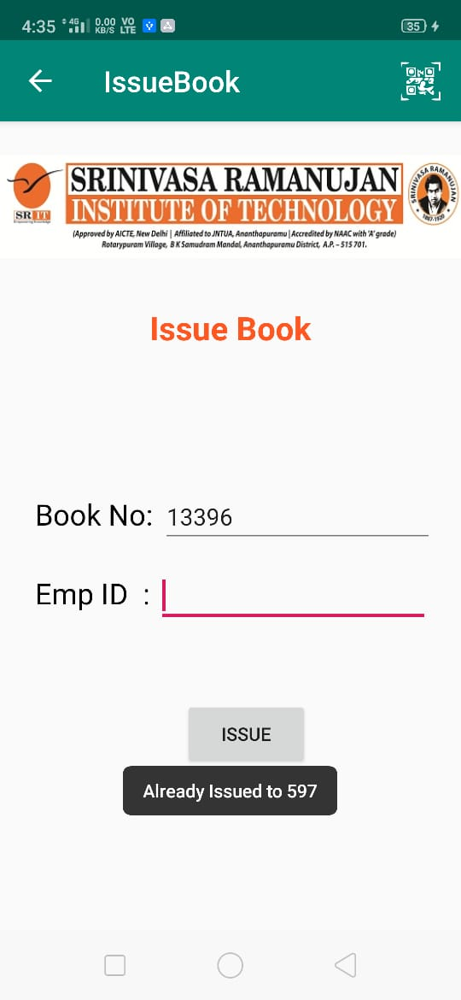 4:35 4G 0.00 KB/S VO LTE 35
IssueBook
SRINIVASA RAMANUJAN
INSTITUTE OF TECHNOLOGY
SRIT
SRINIVASA RAMANUJAN
1887-1920
(Approved by AICTE, New Delhi | Affiliated to JNTUA, Ananthapuramu | Accredited by NAAC with 'A' grade)
Rotarypuram Village, B K Samudram Mandal, Ananthapuramu District, A.P. – 515 701.
Issue Book
Book No: 13396
Emp ID :
ISSUE
Already Issued to 597